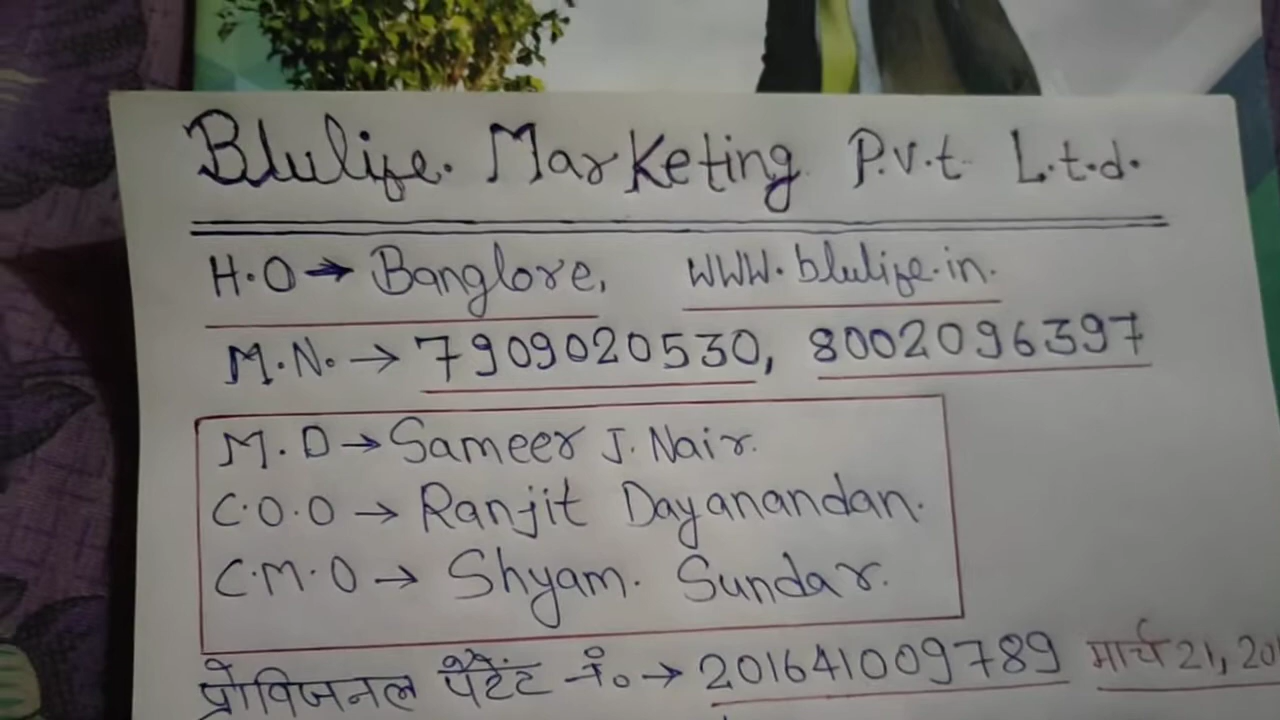 Blulife. Marketing P.v.t L.t.d.
H.O → Banglore, www.blulife.in.
M.N. → 7909020530, 8002096397
M.D → Sameer J. Nair.
C.O.O → Ranjit Dayanandan.
C.M.O → Shyam. Sundar.
प्रोविजनल पेटेंट नं० → 201641009789 मार्च 21, 20